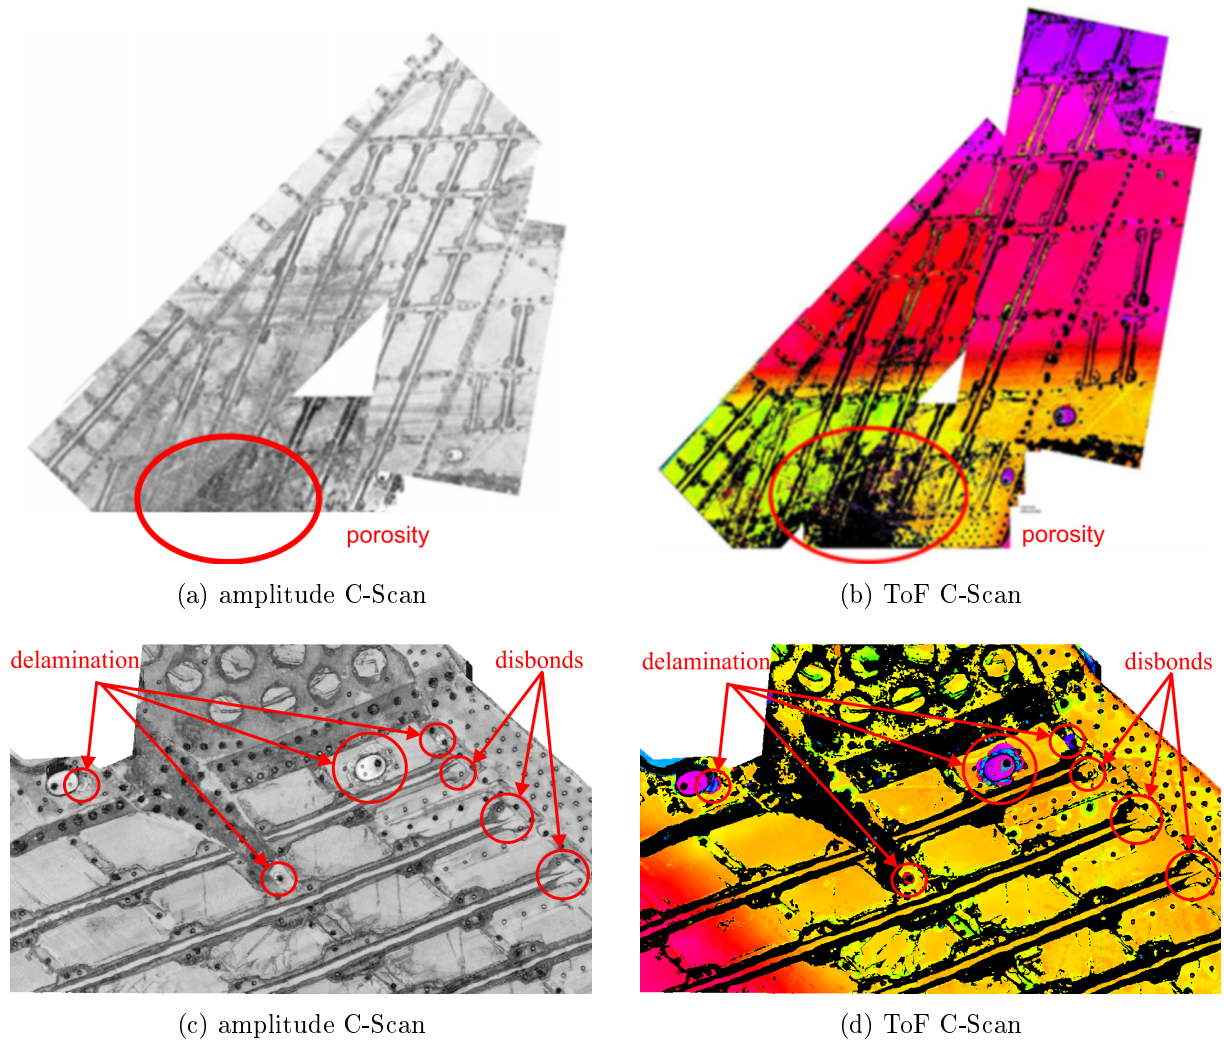 porosity
porosity
(a) amplitude C-Scan
(b) ToF C-Scan
delamination
disbonds
delamination
disbonds
(c) amplitude C-Scan
(d) ToF C-Scan